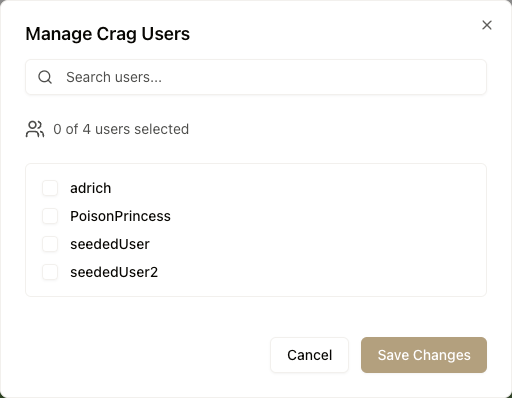 Manage Crag Users
Search users...
0 of 4 users selected
adrich
PoisonPrincess
seededUser
seededUser2
Cancel
Save Changes